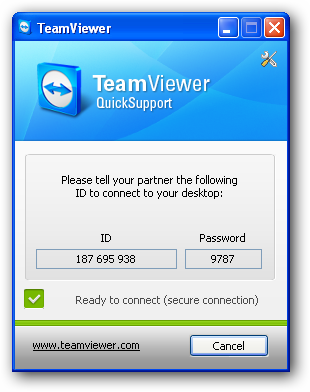 TeamViewer
TeamViewer
QuickSupport
Please tell your partner the following
ID to connect to your desktop:
ID Password
187 695 938 9787
Ready to connect (secure connection)
www.teamviewer.com Cancel